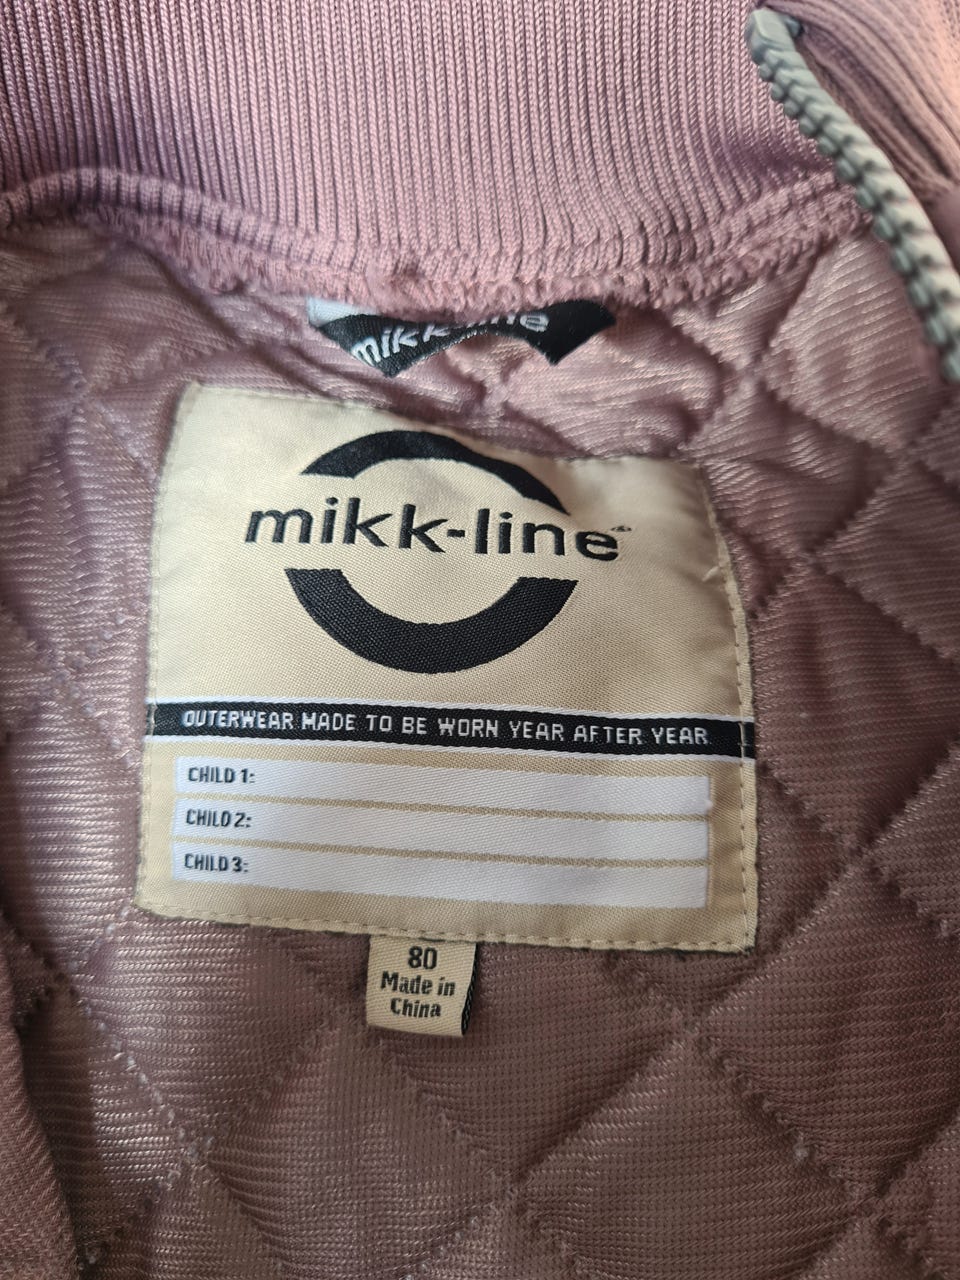 mikk-line
mikk-line
OUTERWEAR MADE TO BE WORN YEAR AFTER YEAR
CHILD 1:
CHILD 2:
CHILD 3:
80
Made in
China